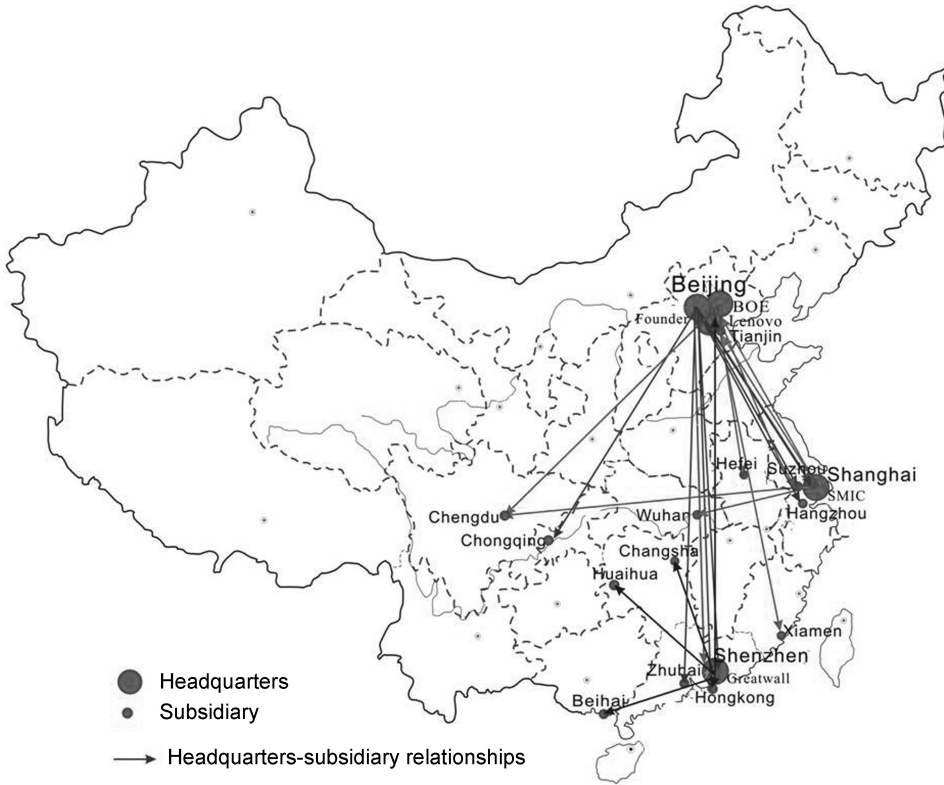 Beijing
BOE
Founder
Lenovo
Tianjin
Hefei
Suzhou
Shanghai
SMIC
Hangzhou
Chengdu
Wuhan
Chongqing
Changsha
Huaihua
Xiamen
Shenzhen
Zhuhai
Greatwall
Hongkong
Beihai
Headquarters
Subsidiary
Headquarters-subsidiary relationships